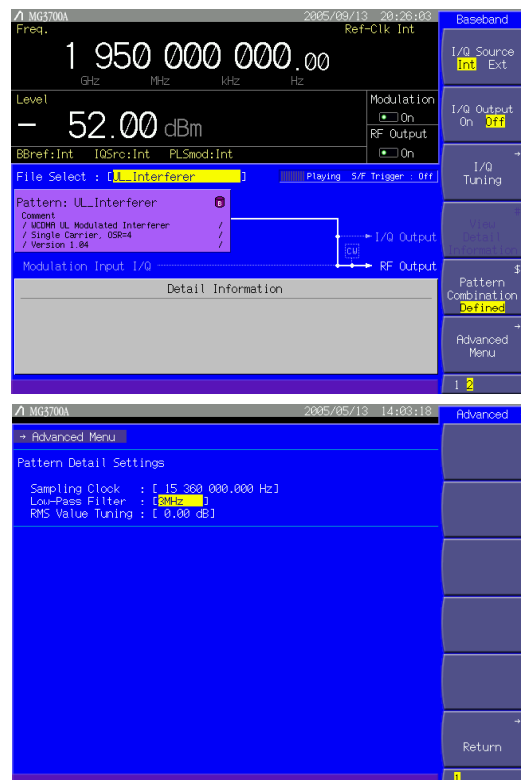 MG3700A 2005/09/13 20:26:03 Baseband
Freq. Ref-Clk Int
1 950 000 000.00
GHz MHz kHz Hz
I/Q Source
Int Ext
Level
- 52.00 dBm
Modulation
On
RF Output
On
I/Q Output
On Off
BBref:Int IQSrc:Int PLSmod:Int
I/Q →
Tuning
File Select : [UL_Interferer ] Playing S/F Trigger : Off
Pattern: UL_Interferer B
Comment
/ WCDMA UL Modulated Interferer /
/ Single Carrier, OSR=4 /
/ Version 1.04 /
I/Q Output
CW
Modulation Input I/Q RF Output
View
Detail
Information
Detail Information
$
Pattern
Combination
Defined
→
Advanced
Menu
1 2
MG3700A 2005/05/13 14:03:18 Advanced
→ Advanced Menu
Pattern Detail Settings
Sampling Clock : [ 15 360 000.000 Hz]
Low-Pass Filter : [3MHz ]
RMS Value Tuning : [ 0.00 dB]
→
Return
1